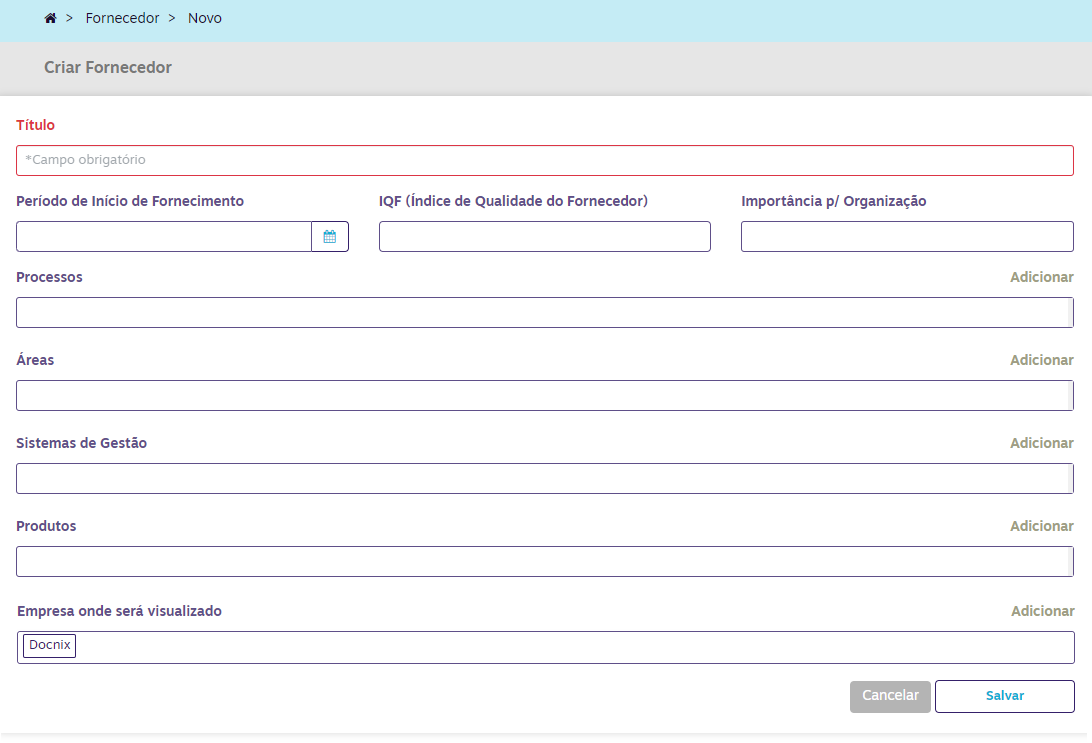 > Fornecedor > Novo
Criar Fornecedor
Título
*Campo obrigatório
Período de Início de Fornecimento IQF (Índice de Qualidade do Fornecedor) Importância p/ Organização
Processos Adicionar
Áreas Adicionar
Sistemas de Gestão Adicionar
Produtos Adicionar
Empresa onde será visualizado Adicionar
Docnix
Cancelar Salvar